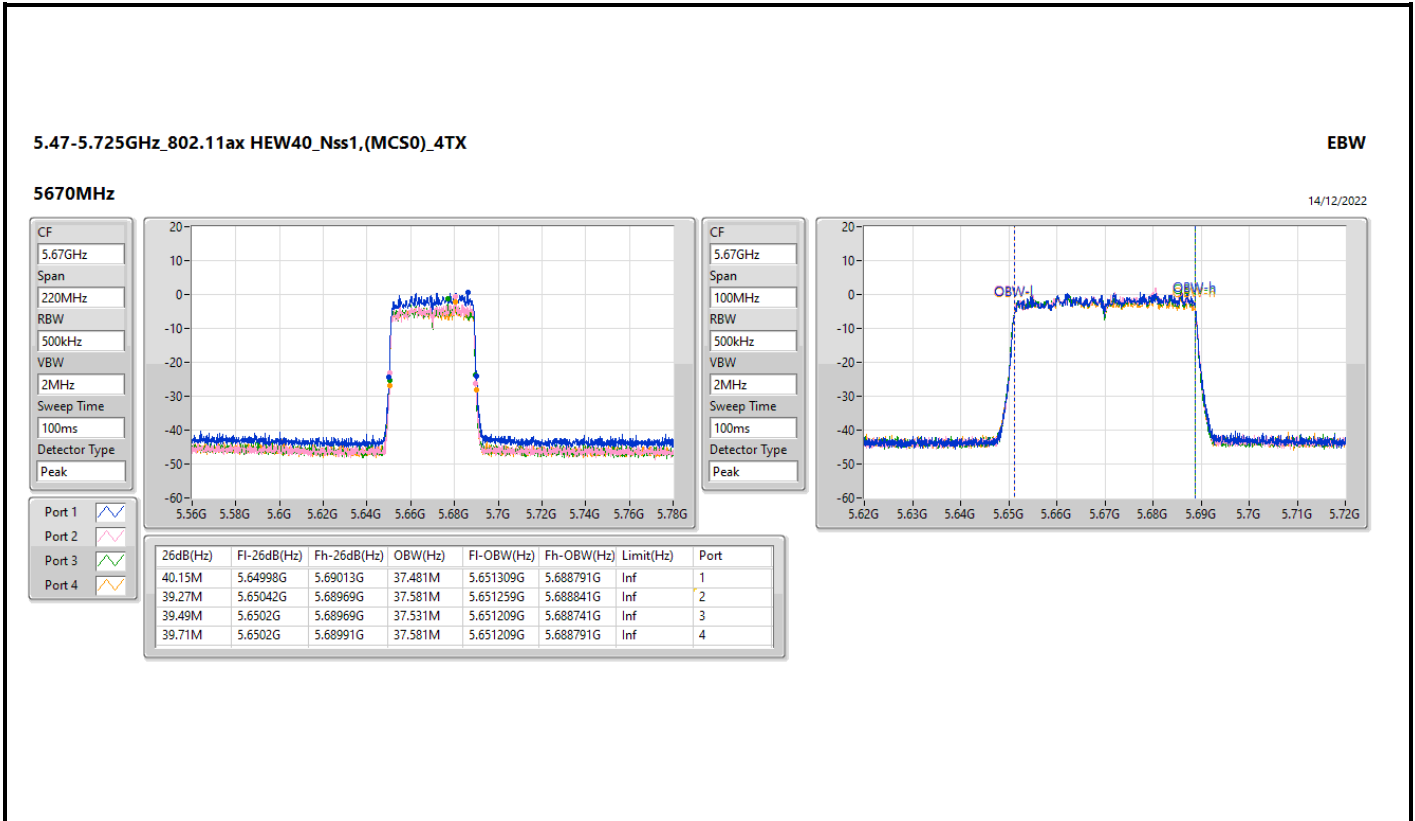 5.47-5.725GHz_802.11ax HEW40_Nss1,(MCS0)_4TX
EBW
5670MHz
14/12/2022
CF
5.67GHz
Span
220MHz
RBW
500kHz
VBW
2MHz
Sweep Time
100ms
Detector Type
Peak
Port 1
Port 2
Port 3
Port 4
20
10
0
-10
-20
-30
-40
-50
-60
5.56G 5.58G 5.6G 5.62G 5.64G 5.66G 5.68G 5.7G 5.72G 5.74G 5.76G 5.78G
CF
5.67GHz
Span
100MHz
RBW
500kHz
VBW
2MHz
Sweep Time
100ms
Detector Type
Peak
20
10
0
-10
-20
-30
-40
-50
-60
OBW-l
OBW-h
5.62G 5.63G 5.64G 5.65G 5.66G 5.67G 5.68G 5.69G 5.7G 5.71G 5.72G
26dB(Hz) Fl-26dB(Hz) Fh-26dB(Hz) OBW(Hz) Fl-OBW(Hz) Fh-OBW(Hz) Limit(Hz) Port
40.15M 5.64998G 5.69013G 37.481M 5.651309G 5.688791G Inf 1
39.27M 5.65042G 5.68969G 37.581M 5.651259G 5.688841G Inf 2
39.49M 5.6502G 5.68969G 37.531M 5.651209G 5.688741G Inf 3
39.71M 5.6502G 5.68991G 37.581M 5.651209G 5.688791G Inf 4